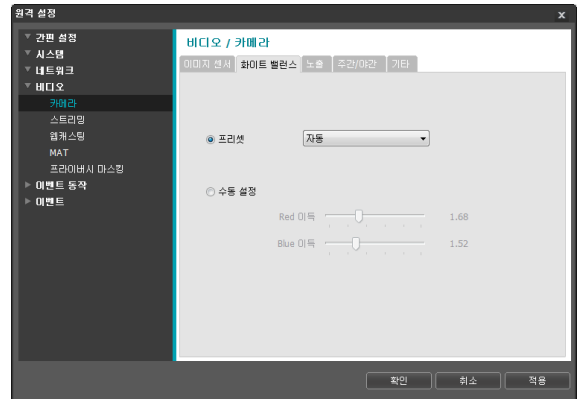 원격 설정
x
간편 설정
시스템
네트워크
비디오
카메라
스트리밍
웹캐스팅
MAT
프라이버시 마스킹
이벤트 동작
이벤트
비디오 / 카메라
이미지 센서 화이트 밸런스 노출 주간/야간 기타
프리셋 자동
수동 설정
Red 이득 1.68
Blue 이득 1.52
확인 취소 적용